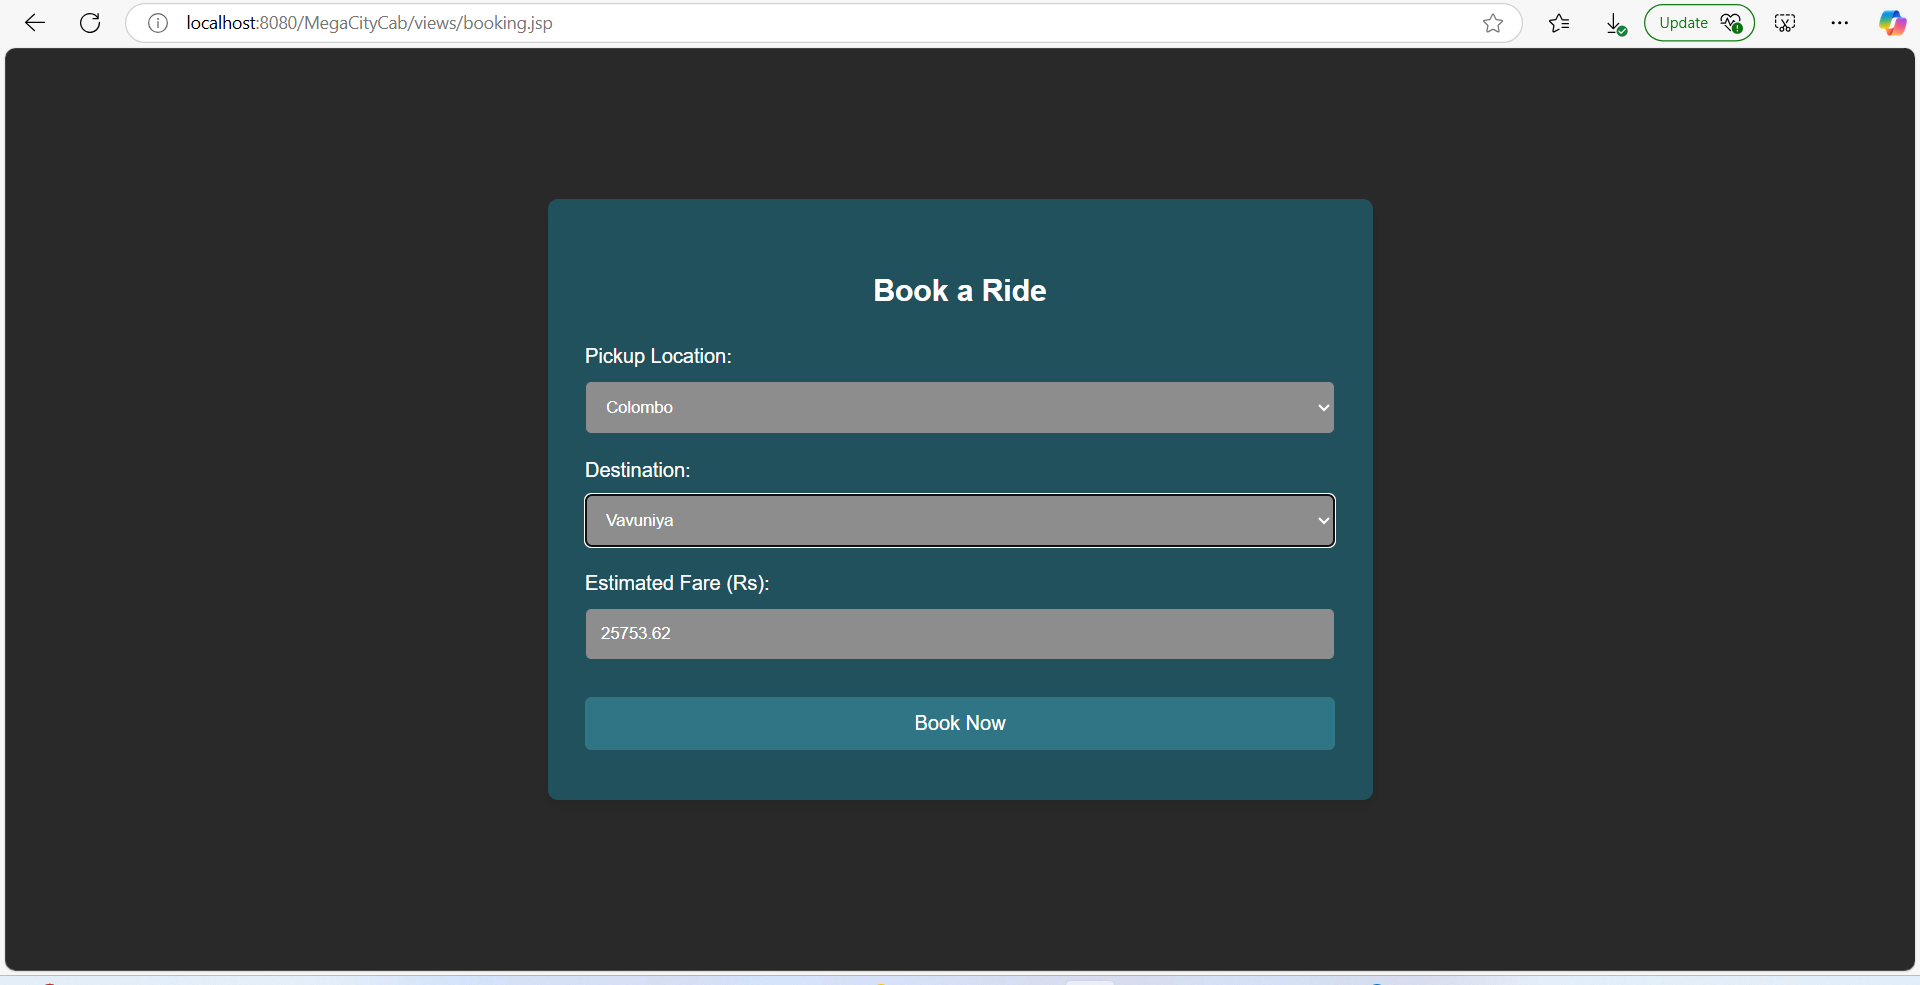 localhost:8080/MegaCityCab/views/booking.jsp
Update
Book a Ride
Pickup Location:
Colombo
Destination:
Vavuniya
Estimated Fare (Rs):
25753.62
Book Now